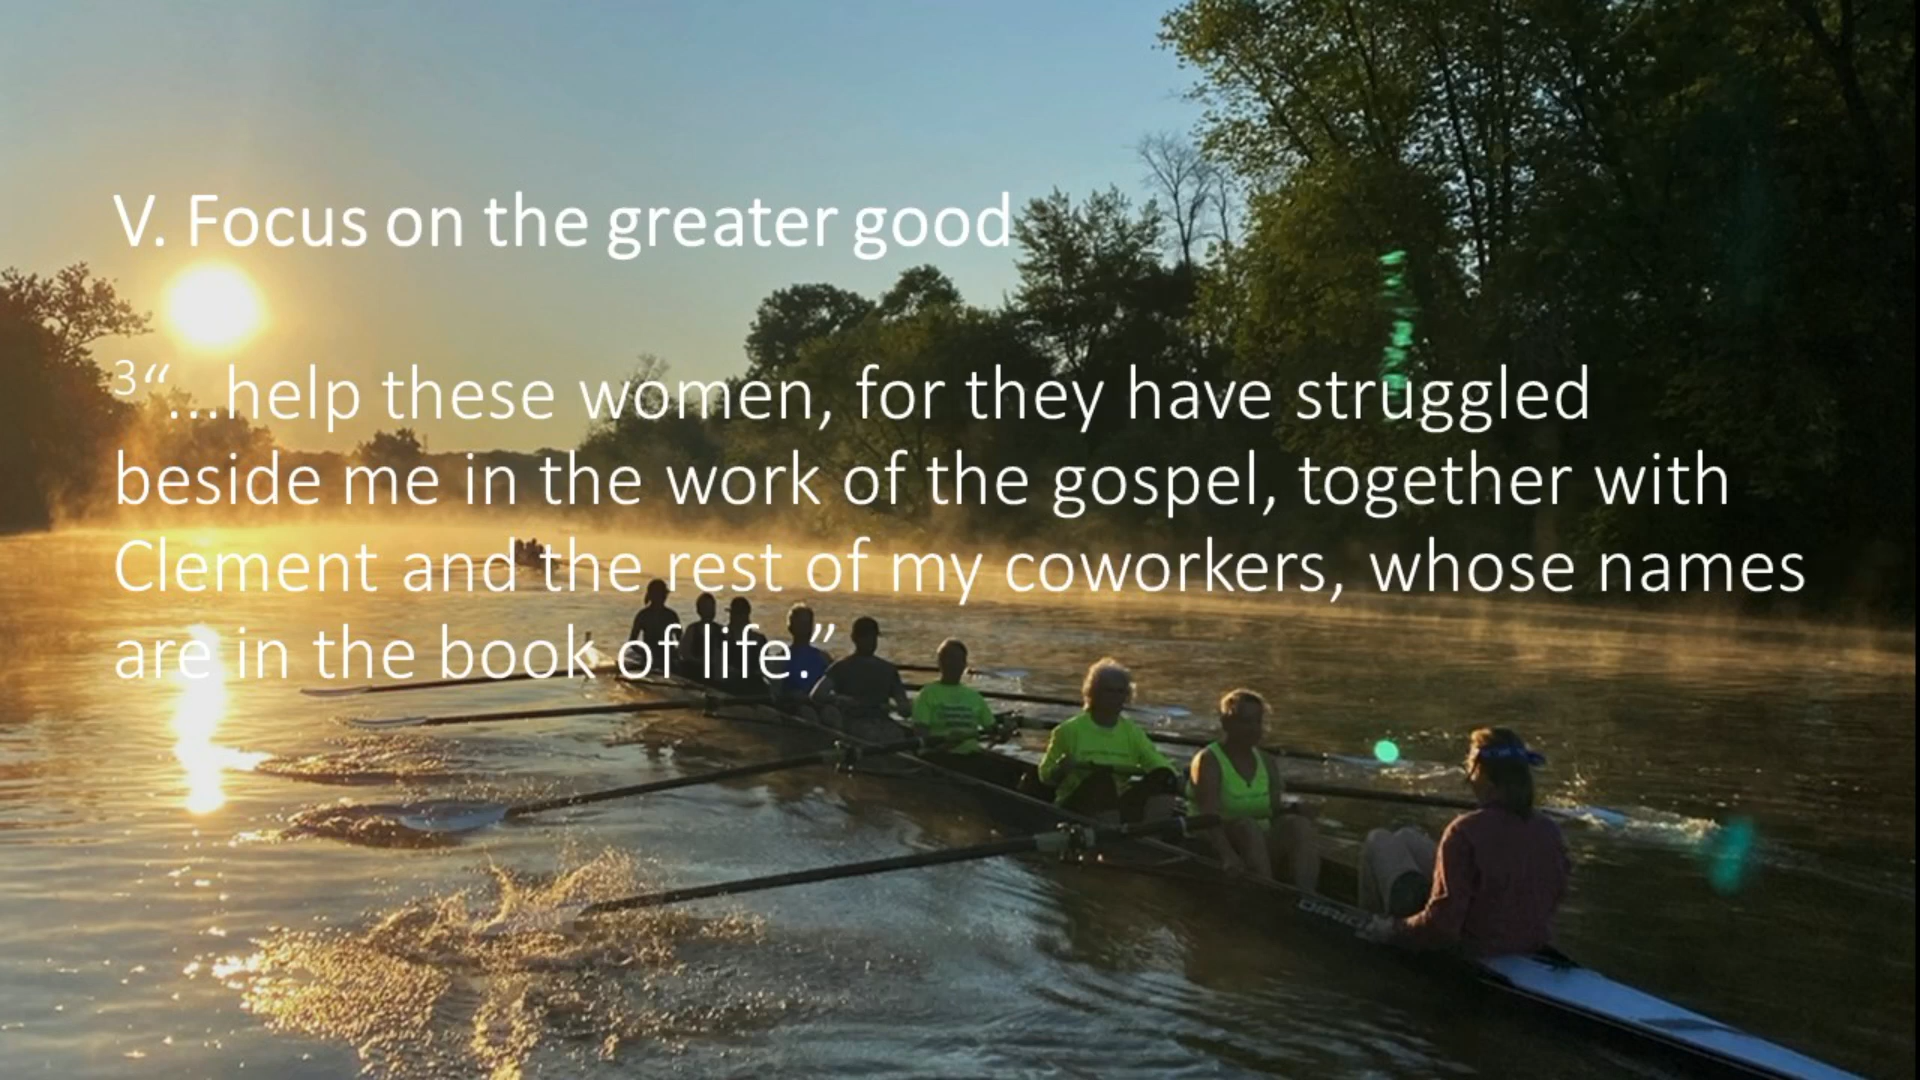 V. Focus on the greater good
3“...help these women, for they have struggled
beside me in the work of the gospel, together with
Clement and the rest of my coworkers, whose names
are in the book of life.”